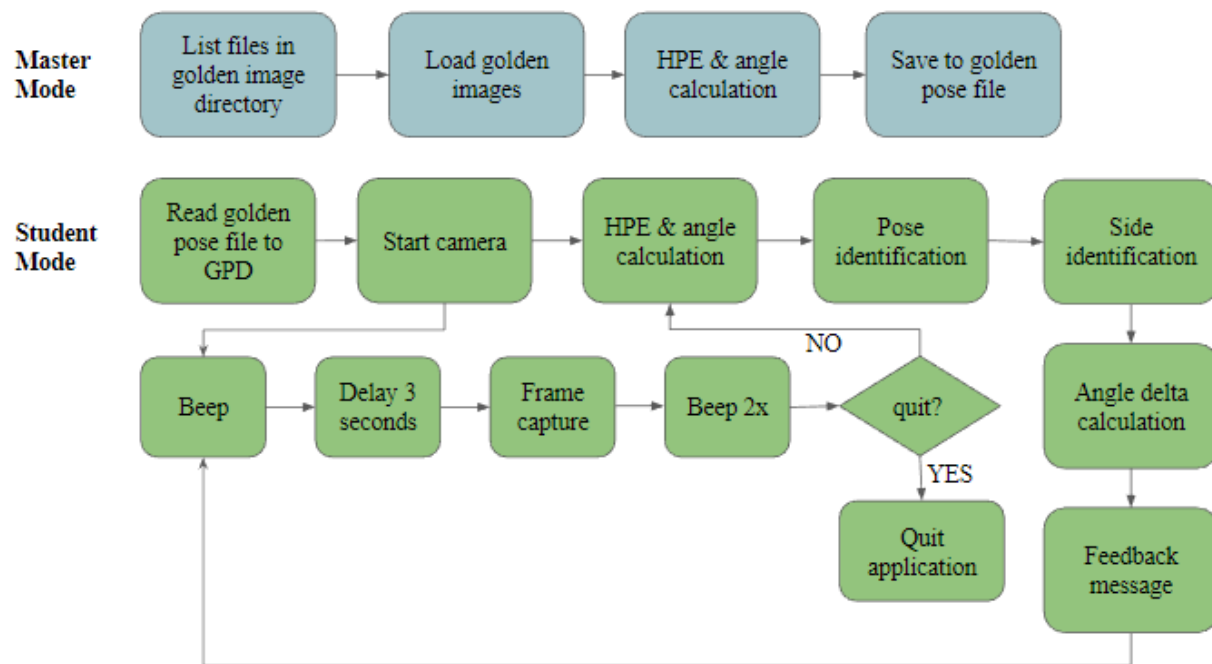 Master
Mode
List files in
golden image
directory
Load golden
images
HPE & angle
calculation
Save to golden
pose file
Student
Mode
Read golden
pose file to
GPD
Start camera
HPE & angle
calculation
Pose
identification
Side
identification
Beep
Delay 3
seconds
Frame
capture
Beep 2x
quit?
NO
YES
Quit
application
Angle delta
calculation
Feedback
message